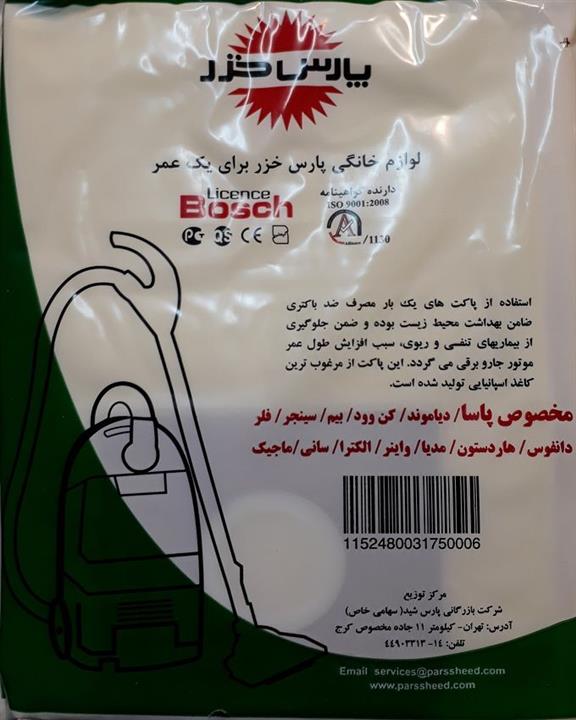 پارس خزر
لوازم خانگی پارس خزر برای یک عمر
Licence
Bosch
دارنده گواهینامه
ISO 9001:2008
/1130
PG QS CE
استفاده از پاکت های یک بار مصرف ضد باکتری
ضامن بهداشت محیط زیست بوده و ضمن جلوگیری
از بیماریهای تنفسی و ریوی، سبب افزایش طول عمر
موتور جارو برقی می گردد. این پاکت از مرغوب ترین
کاغذ اسپانیایی تولید شده است.
مخصوص پاسا/ دیاموند/ کن وود/ بیم/ سینجر/ فلر
دانفوس/ هاردستون/ مدیا/ واینر/ الکترا/ سانی/ماجیک
1152480031750006
مرکز توزیع
شرکت بازرگانی پارس شید( سهامی خاص)
آدرس: تهران- کیلومتر ۱۱ جاده مخصوص کرج
تلفن: ۱۴- ۴۴۹۰۳۳۱۳
Email services@parssheed.com
www.parssheed.com